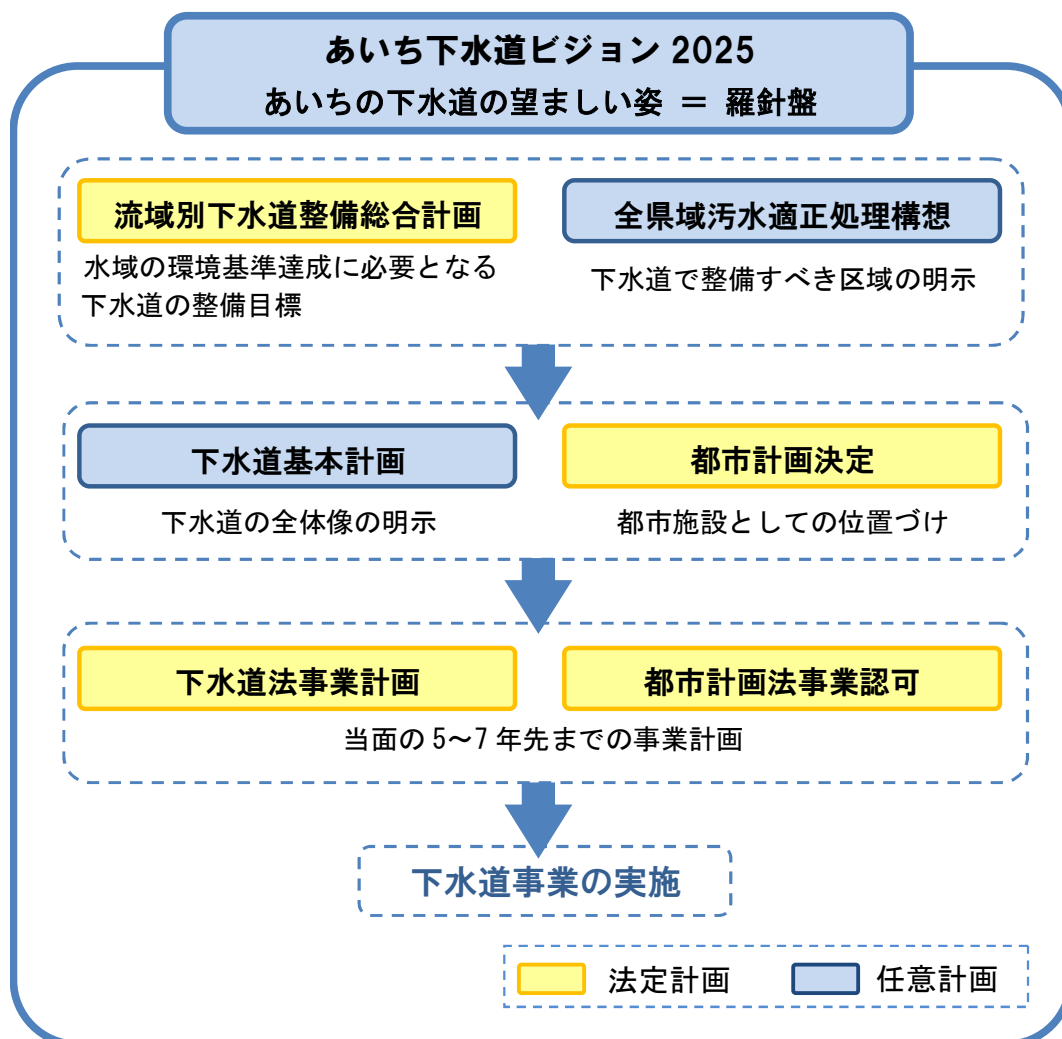 あいち下水道ビジョン 2025
あいちの下水道の望ましい姿 ＝ 羅針盤
流域別下水道整備総合計画
水域の環境基準達成に必要となる
下水道の整備目標
全県域汚水適正処理構想
下水道で整備すべき区域の明示
下水道基本計画
下水道の全体像の明示
都市計画決定
都市施設としての位置づけ
下水道法事業計画
都市計画法事業認可
当面の 5～7 年先までの事業計画
下水道事業の実施
法定計画
任意計画